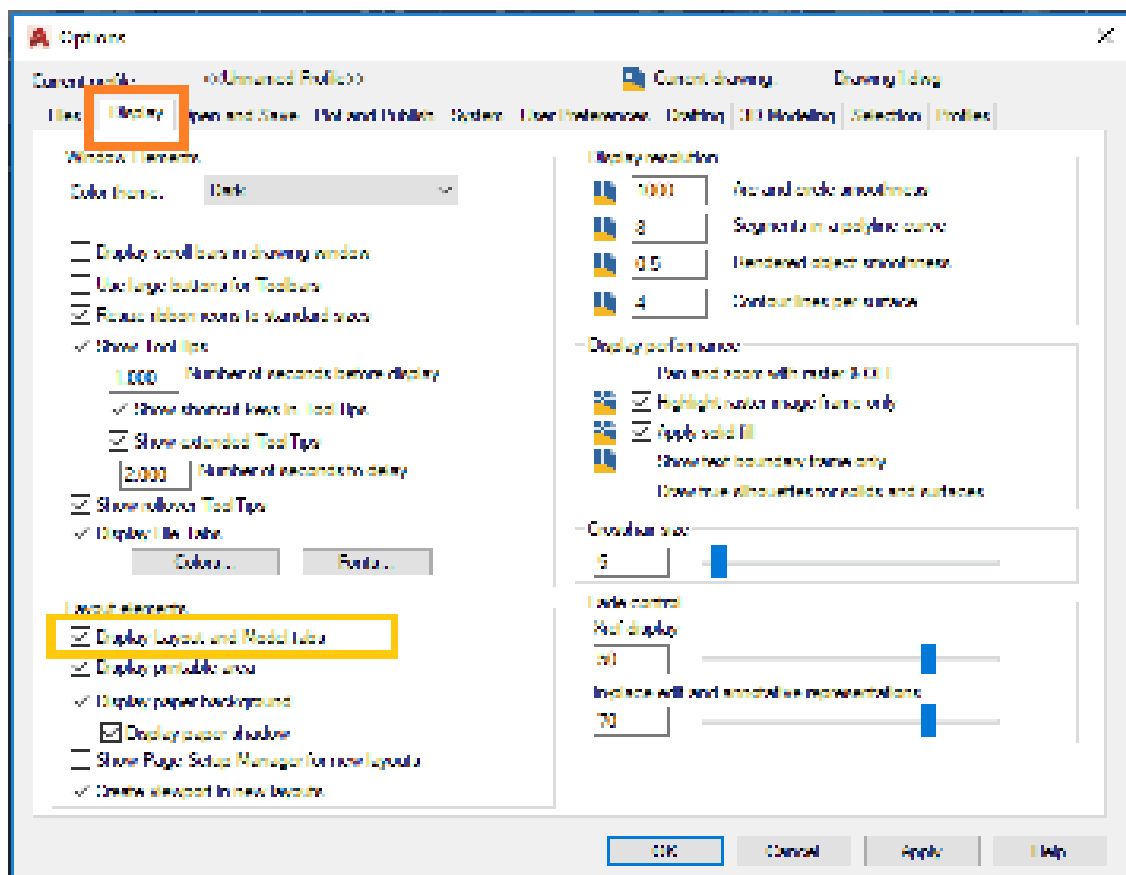 Options
Current profile: <<Unnamed Profile>> Current drawing: Drawing1.dwg
Files Display Open and Save Plot and Publish System User Preferences Drafting 3D Modeling Selection Profiles
Window Elements
Color theme: Dark
Display scroll bars in drawing window
Use large buttons for Toolbars
Resize ribbon icons to standard sizes
Show ToolTips
1.000 Number of seconds before display
Show shortcut keys in ToolTips
Show extended ToolTips
2.000 Number of seconds to delay
Show rollover ToolTips
Display File Tabs
Colors... Fonts...
Layout elements
Display Layout and Model tabs
Display printable area
Display paper background
Display paper shadow
Show Page Setup Manager for new layouts
Create viewport in new layouts
Display resolution
1000 Arc and circle smoothness
8 Segments in a polyline curve
0.5 Rendered object smoothness
4 Contour lines per surface
Display performance
Pan and zoom with raster & OLE
Highlight raster image frame only
Apply solid fill
Show text boundary frame only
Draw true silhouettes for solids and surfaces
Crosshair size
5
Fade control
Xref display
In-place edit and annotative representations
70
OK Cancel Apply Help